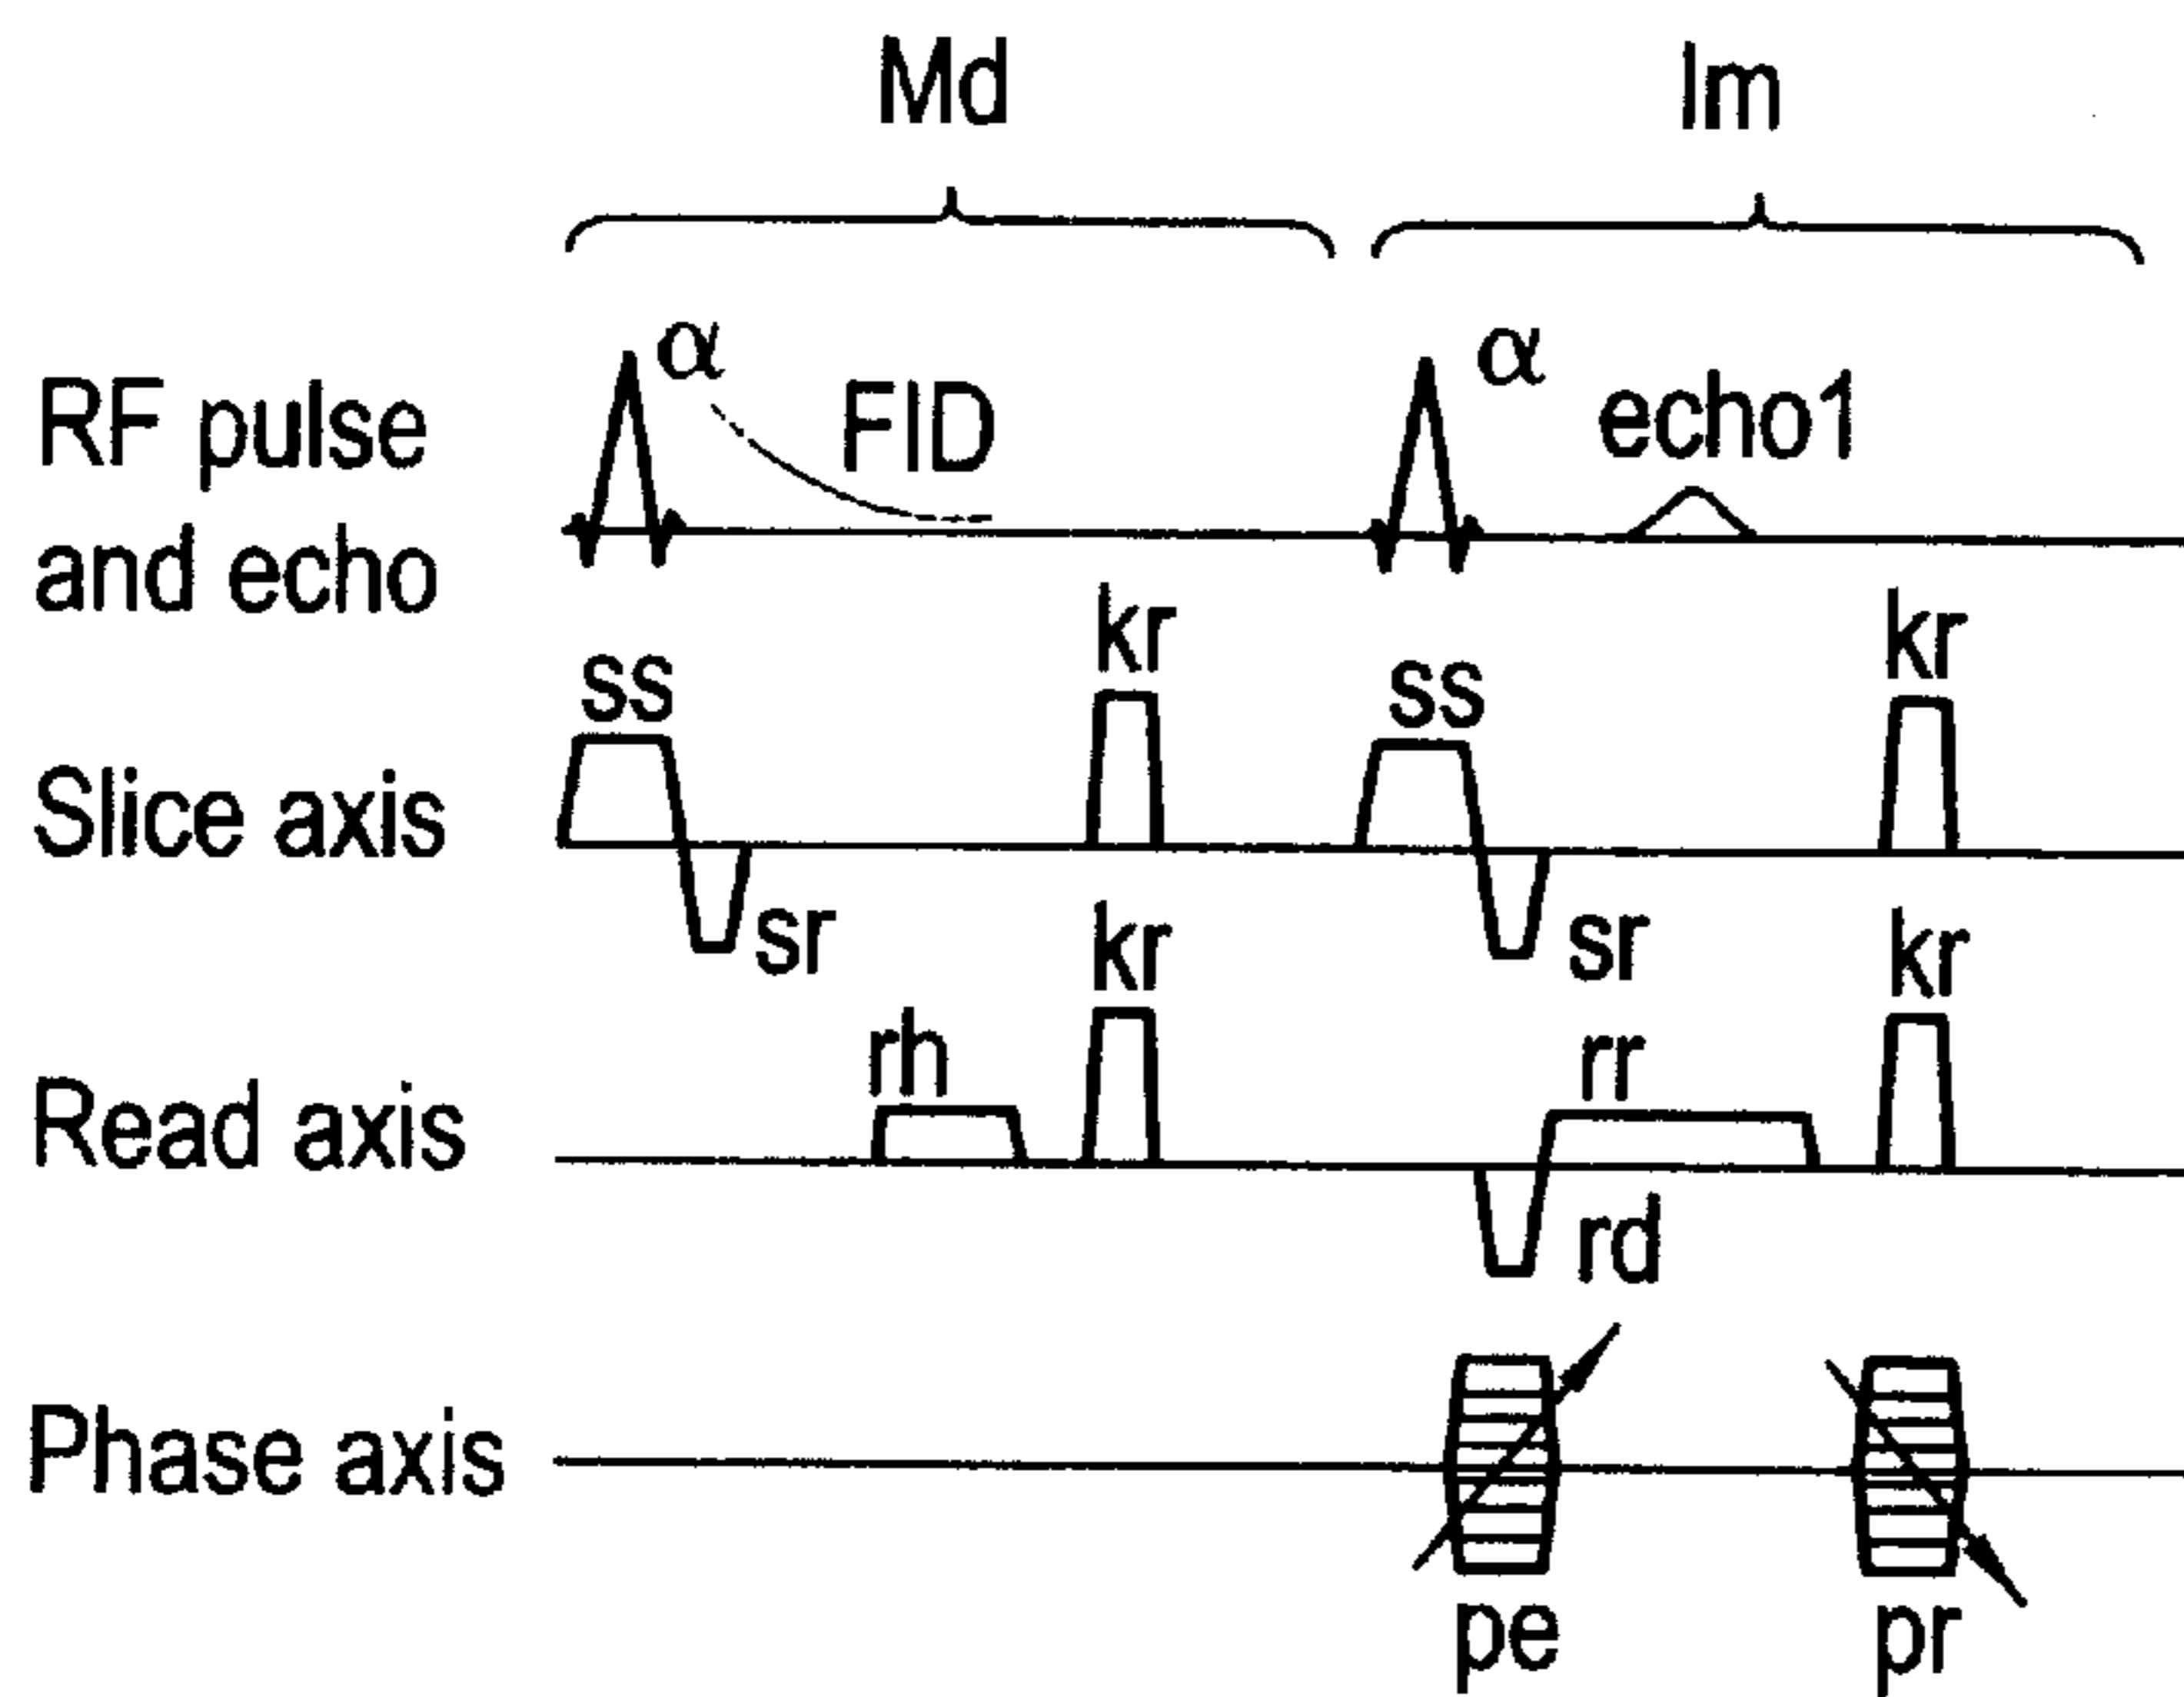 Md Im
RF pulse
and echo
α FID α echo1
Slice axis
ss kr ss kr
sr sr
Read axis
rh kr rr kr
rd
Phase axis
pe pr